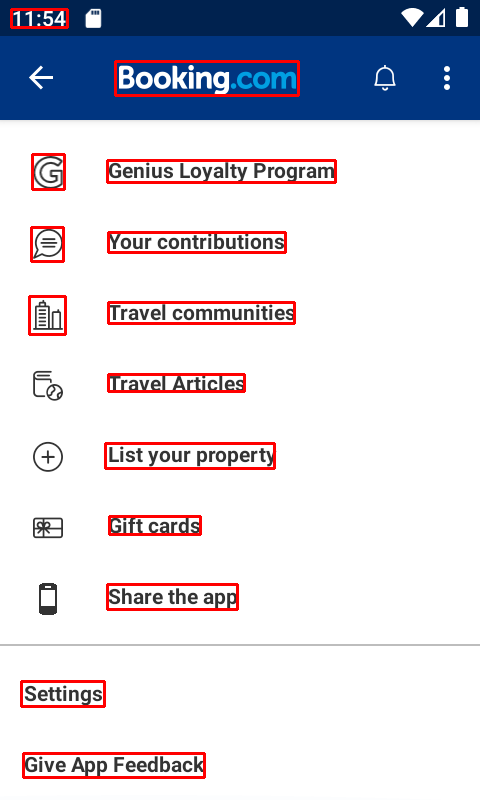 11:54
Booking.com
Genius Loyalty Program
Your contributions
Travel communities
Travel Articles
List your property
Gift cards
Share the app
Settings
Give App Feedback